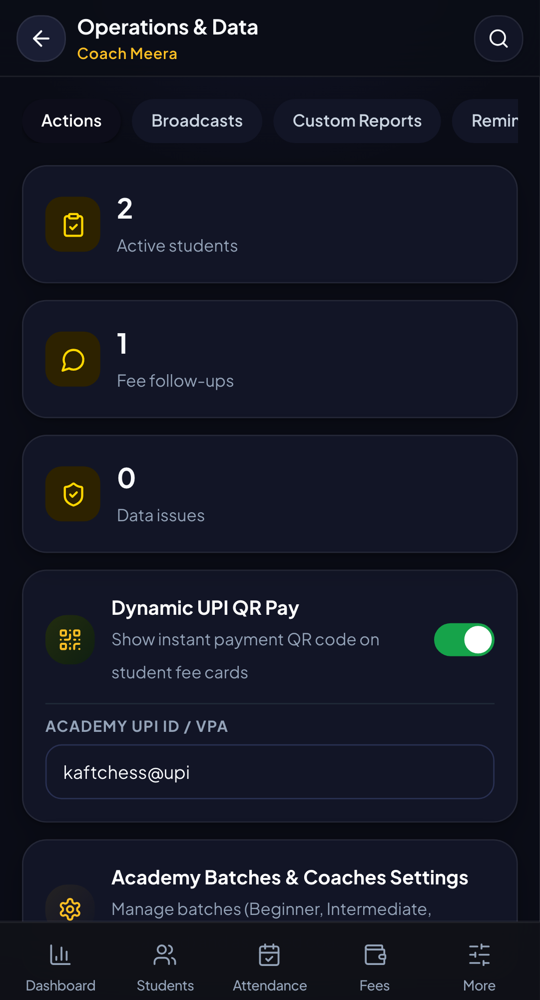 Operations & Data
Coach Meera
Actions
Broadcasts
Custom Reports
Remin
2
Active students
1
Fee follow-ups
0
Data issues
Dynamic UPI QR Pay
Show instant payment QR code on
student fee cards
ACADEMY UPI ID / VPA
kaftchess@upi
Academy Batches & Coaches Settings
Manage batches (Beginner, Intermediate,
Dashboard
Students
Attendance
Fees
More